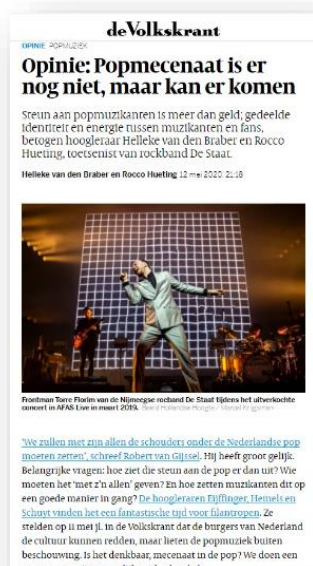 de Volkskrant
OPINIE POPMUZIEK
Opinie: Popmecenaat is er
nog niet, maar kan er komen
Steun aan popmuzikanten is meer dan geld; gedeelde
identiteit en energie tussen muzikanten en fans,
betogen hoogleraar Helleke van den Braber en Rocco
Hueting, toetsenist van rockband De Staat.
Helleke van den Braber en Rocco Hueting 12 mei 2020, 21:18
Frontman Torre Florim van de Nijmeegse rockband De Staat tijdens het uitverkochte
concert in AFAS Live in maart 2019. Beeld Hollandse Hoogte / Marcel Krijgsman
'We zullen met zijn allen de schouders onder de Nederlandse pop
moeten zetten', schreef Robert van Gijssel. Hij heeft groot gelijk.
Belangrijke vragen: hoe ziet die steun aan de pop er dan uit? Wie
moeten het 'met z'n allen' geven? En hoe zetten muzikanten dit op
een goede manier in gang? De hoogleraren Eijffinger, Hemels en
Schuyt vinden het een fantastische tijd voor filantropen. Ze
stelden op 11 mei jl. in de Volkskrant dat de burgers van Nederland
de cultuur kunnen redden, maar lieten de popmuziek buiten
beschouwing. Is het denkbaar, mecenaat in de pop? We doen een